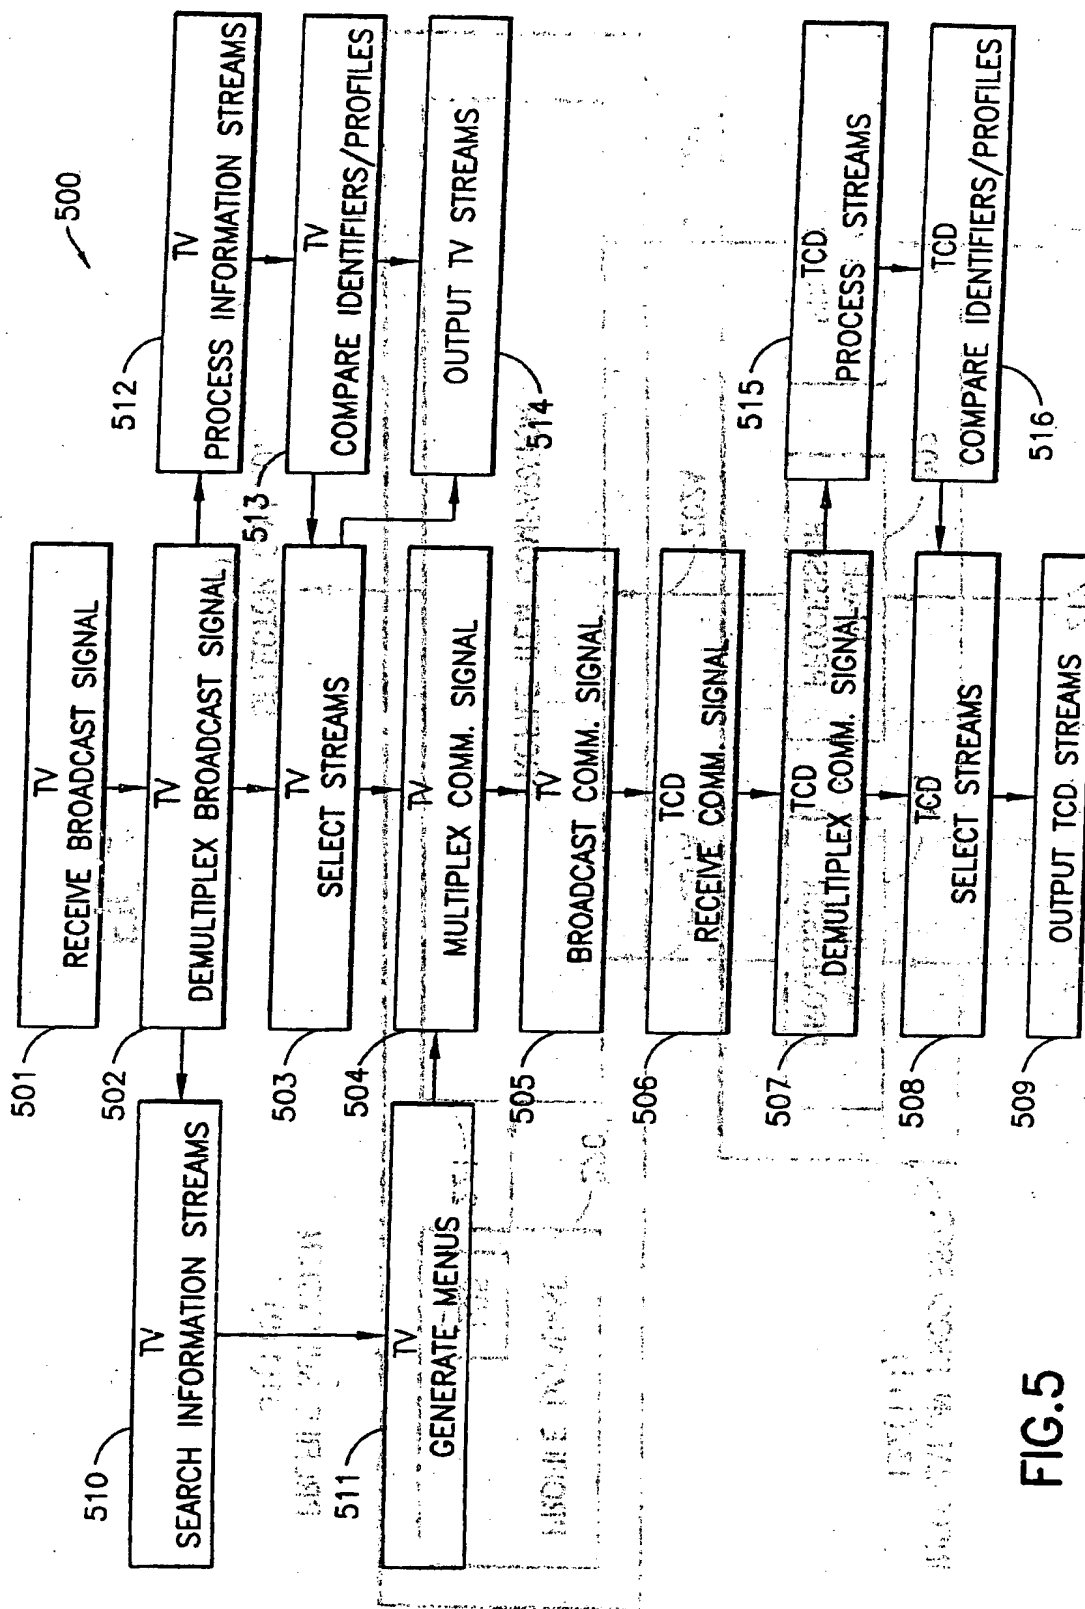 500
TV
RECEIVE BROADCAST SIGNAL
501
TV
DEMULTIPLEX BROADCAST SIGNAL
502
TV
SELECT STREAMS
503
TV
MULTIPLEX COMM. SIGNAL
504
TV
BROADCAST COMM. SIGNAL
505
TCD
RECEIVE COMM. SIGNAL
506
TCD
DEMULTIPLEX COMM. SIGNAL
507
TCD
SELECT STREAMS
508
OUTPUT TCD STREAMS
509
TV
SEARCH INFORMATION STREAMS
510
TV
GENERATE MENUS
511
TV
PROCESS INFORMATION STREAMS
512
TV
COMPARE IDENTIFIERS/PROFILES
513
OUTPUT TV STREAMS
514
TCD
PROCESS STREAMS
515
TCD
COMPARE IDENTIFIERS/PROFILES
516
FIG.5